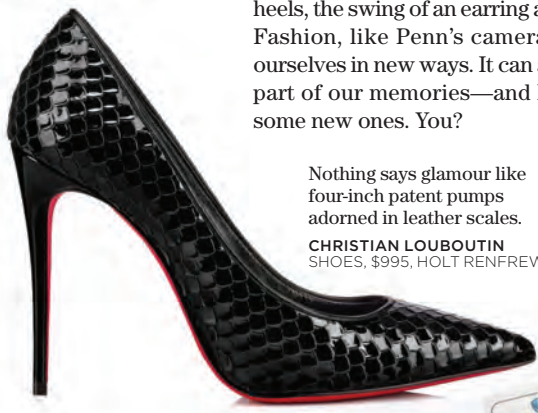 heels, the swing of an earring a
Fashion, like Penn’s camera
ourselves in new ways. It can
part of our memories—and
some new ones. You?
Nothing says glamour like
four-inch patent pumps
adorned in leather scales.
CHRISTIAN LOUBOUTIN
SHOES, $995, HOLT RENFREW